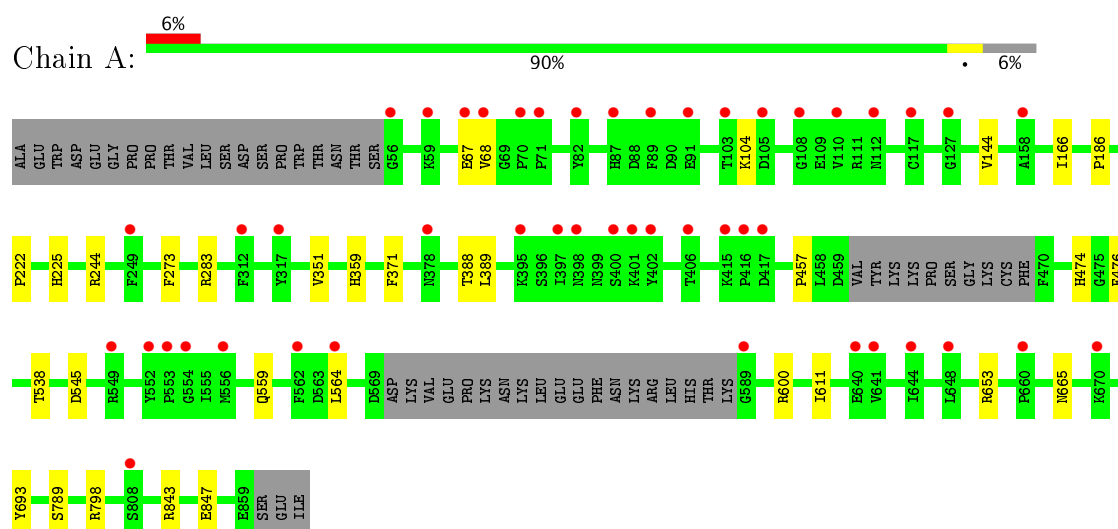 6%
Chain A:
90% • 6%
ALA GLU TRP ASP GLU GLY PRO PRO THR VAL LEU SER ASP SER PRO TRP THR ASN THR SER G56 K59 E67 V68 G69 P70 P71 Y82 H87 D88 F89 D90 E91 T103 K104 D105 G108 E109 V110 R111 N112 C117 G127 V144 A158 I166 P186
P222 H225 R244 F249 F273 R283 F312 Y317 V351 H359 F371 N378 T388 L389 K395 S396 I397 N398 N399 S400 K401 Y402 T406 K415 P416 D417 P457 L458 D459 VAL TYR LYS LYS PRO SER GLY LYS CYS PHE F470 H474 G475 E476
T538 D545 R549 Y552 P553 G554 I555 M556 Q559 F562 D563 L564 D569 ASP LYS VAL GLU PRO LYS ASN LYS LEU GLU GLU PHE ASN LYS ARG LEU HIS THR LYS G589 R600 I611 E640 V641 I644 L648 R653 P660 N665 K670
Y693 S789 R798 S808 R843 E847 E859 SER GLU ILE